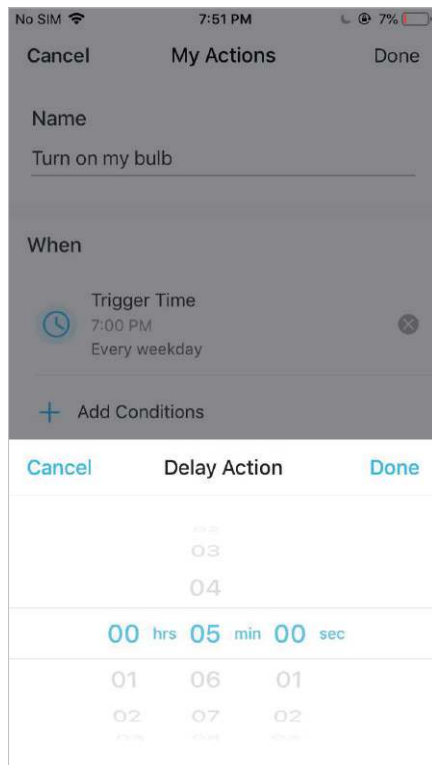 No SIM 7:51 PM 7%
Cancel My Actions Done
Name
Turn on my bulb
When
Trigger Time
7:00 PM
Every weekday
+ Add Conditions
Cancel Delay Action Done
02
03
04
00 hrs 05 min 00 sec
01 06 01
02 07 02